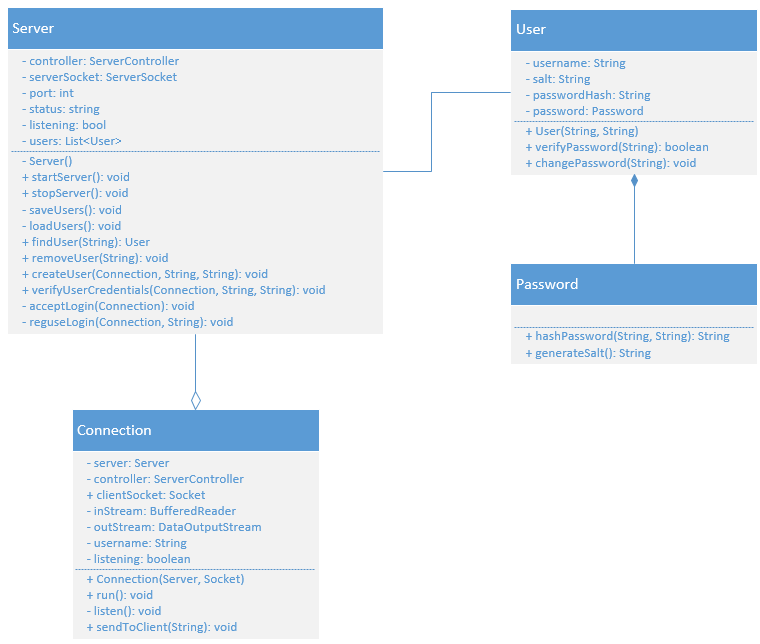 Server
- controller: ServerController
- serverSocket: ServerSocket
- port: int
- status: string
- listening: bool
- users: List<User>
- Server()
+ startServer(): void
+ stopServer(): void
- saveUsers(): void
- loadUsers(): void
+ findUser(String): User
+ removeUser(String): void
+ createUser(Connection, String, String): void
+ verifyUserCredentials(Connection, String, String): void
- acceptLogin(Connection): void
- reguseLogin(Connection, String): void
User
- username: String
- salt: String
- passwordHash: String
- password: Password
+ User(String, String)
+ verifyPassword(String): boolean
+ changePassword(String): void
Password
+ hashPassword(String, String): String
+ generateSalt(): String
Connection
- server: Server
- controller: ServerController
+ clientSocket: Socket
- inStream: BufferedReader
- outStream: DataOutputStream
- username: String
- listening: boolean
+ Connection(Server, Socket)
+ run(): void
- listen(): void
+ sendToClient(String): void